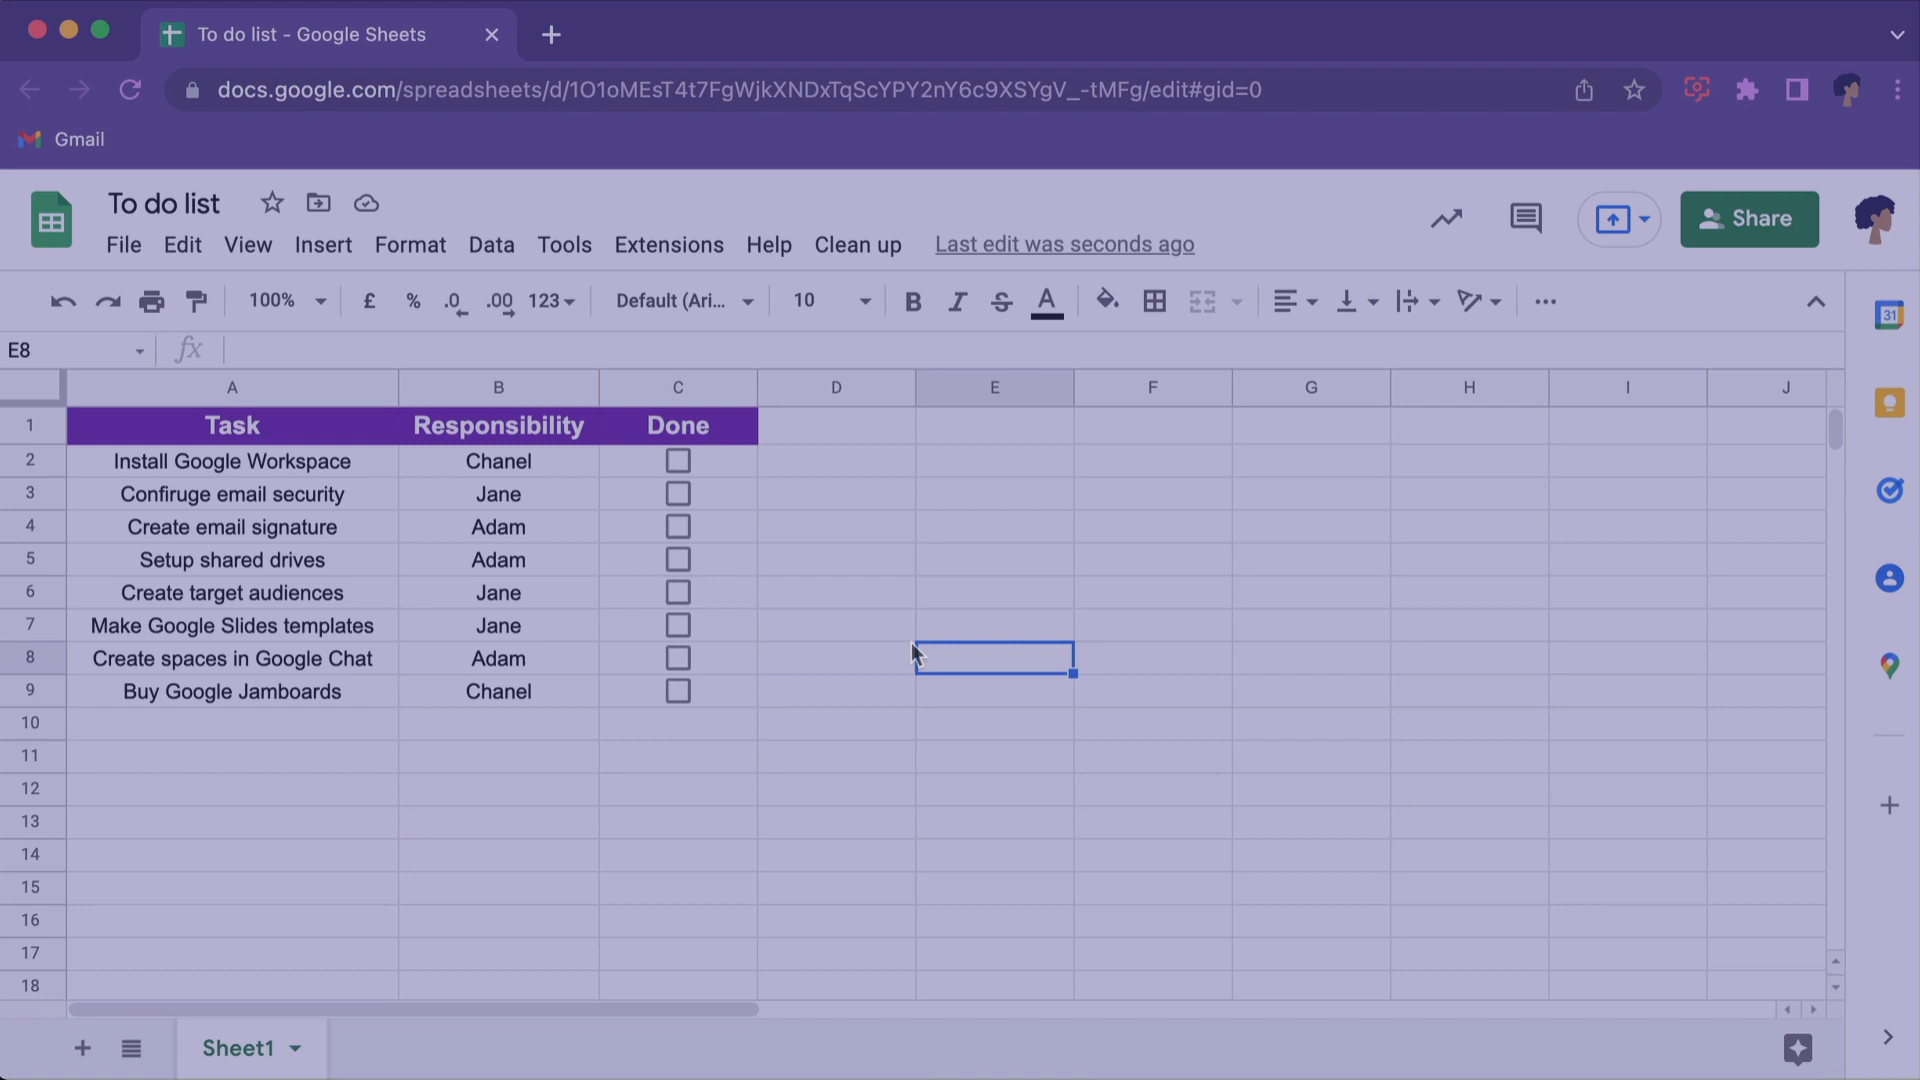 To do list - Google Sheets
docs.google.com/spreadsheets/d/1O1oMEsT4t7FgWjkXNDxTqScYPY2nY6c9XSYgV_-tMFg/edit#gid=0
Gmail
To do list
File Edit View Insert Format Data Tools Extensions Help Clean up Last edit was seconds ago
Share
100% £ % .0 .00 123 Default (Ari... 10 B I S A
31
E8 fx
A B C D E F G H I J
1 Task Responsibility Done
2 Install Google Workspace Chanel
3 Confiruge email security Jane
4 Create email signature Adam
5 Setup shared drives Adam
6 Create target audiences Jane
7 Make Google Slides templates Jane
8 Create spaces in Google Chat Adam
9 Buy Google Jamboards Chanel
10
11
12
13
14
15
16
17
18
Sheet1